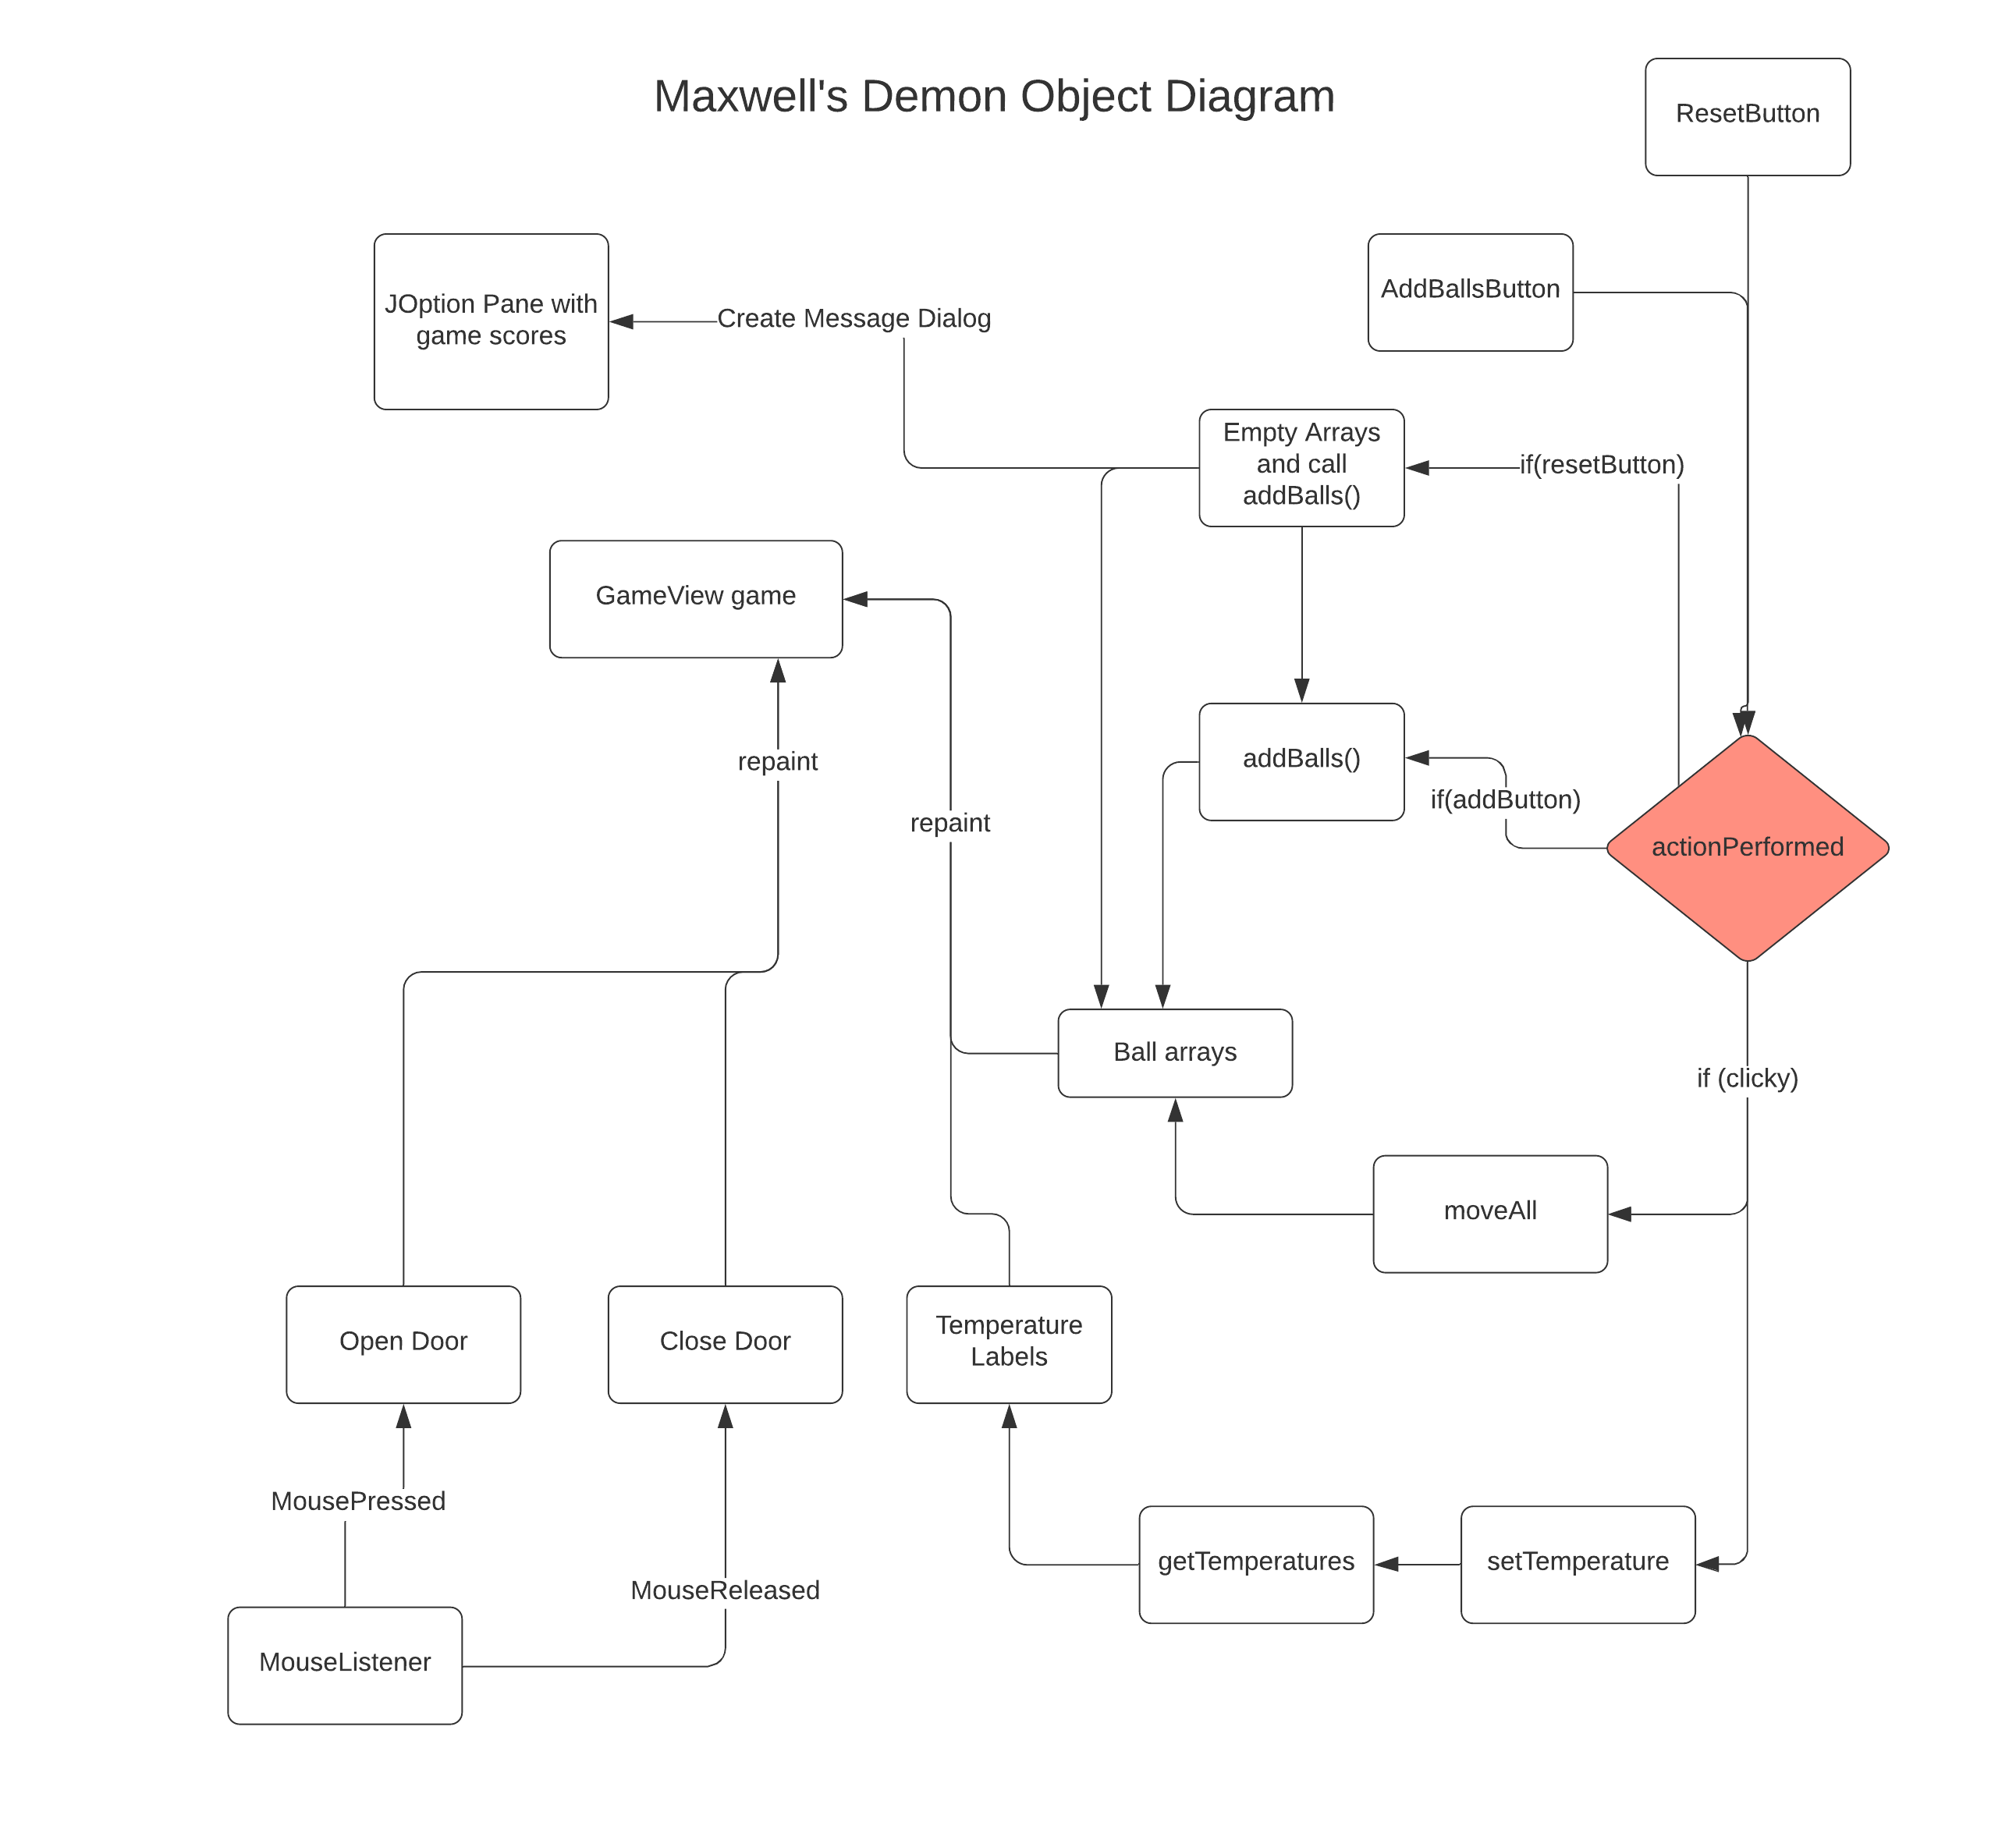 Maxwell's Demon Object Diagram
ResetButton
AddBallsButton
JOption Pane with
game scores
Create Message Dialog
Empty Arrays
and call
addBalls()
if(resetButton)
GameView game
repaint
addBalls()
if(addButton)
repaint
actionPerformed
Ball arrays
if (clicky)
moveAll
Open Door
Close Door
Temperature
Labels
MousePressed
getTemperatures
setTemperature
MouseReleased
MouseListener